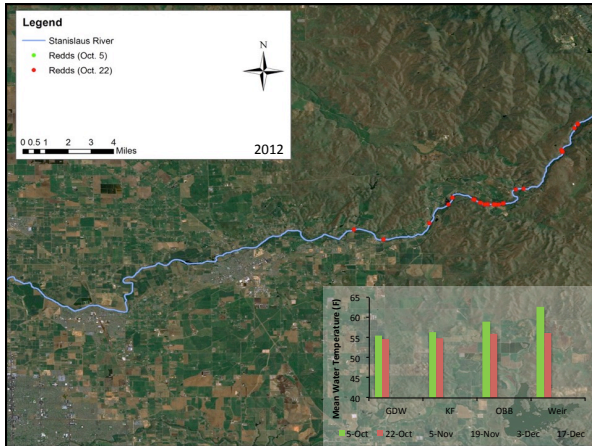 Legend
Stanislaus River
Redds (Oct. 5)
Redds (Oct. 22)
N
0 0.5 1 2 3 4
Miles
2012
Mean Water Temperature (F)
65
60
55
50
45
40
GDW KF OBB Weir
5-Oct 22-Oct 5-Nov 19-Nov 3-Dec 17-Dec